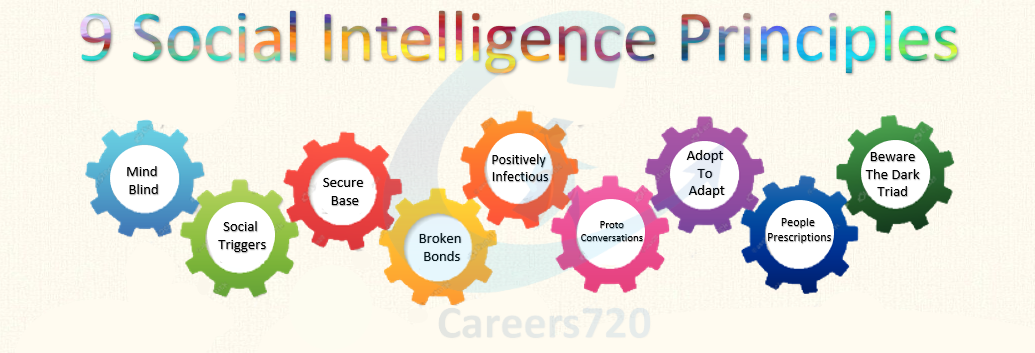 9 Social Intelligence Principles
Mind
Blind
Social
Triggers
Secure
Base
Broken
Bonds
Positively
Infectious
Proto
Conversations
Adopt
To
Adapt
People
Prescriptions
Beware
The Dark
Triad
Careers720